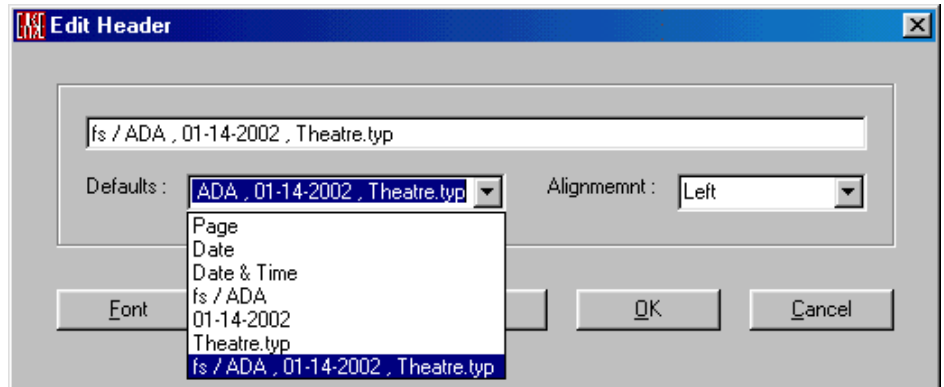 Edit Header
fs / ADA , 01-14-2002 , Theatre.typ
Defaults : ADA , 01-14-2002 , Theatre.typ Alignmemnt : Left
Page
Date
Date & Time
fs / ADA
01-14-2002
Theatre.typ
fs / ADA , 01-14-2002 , Theatre.typ
Font OK Cancel